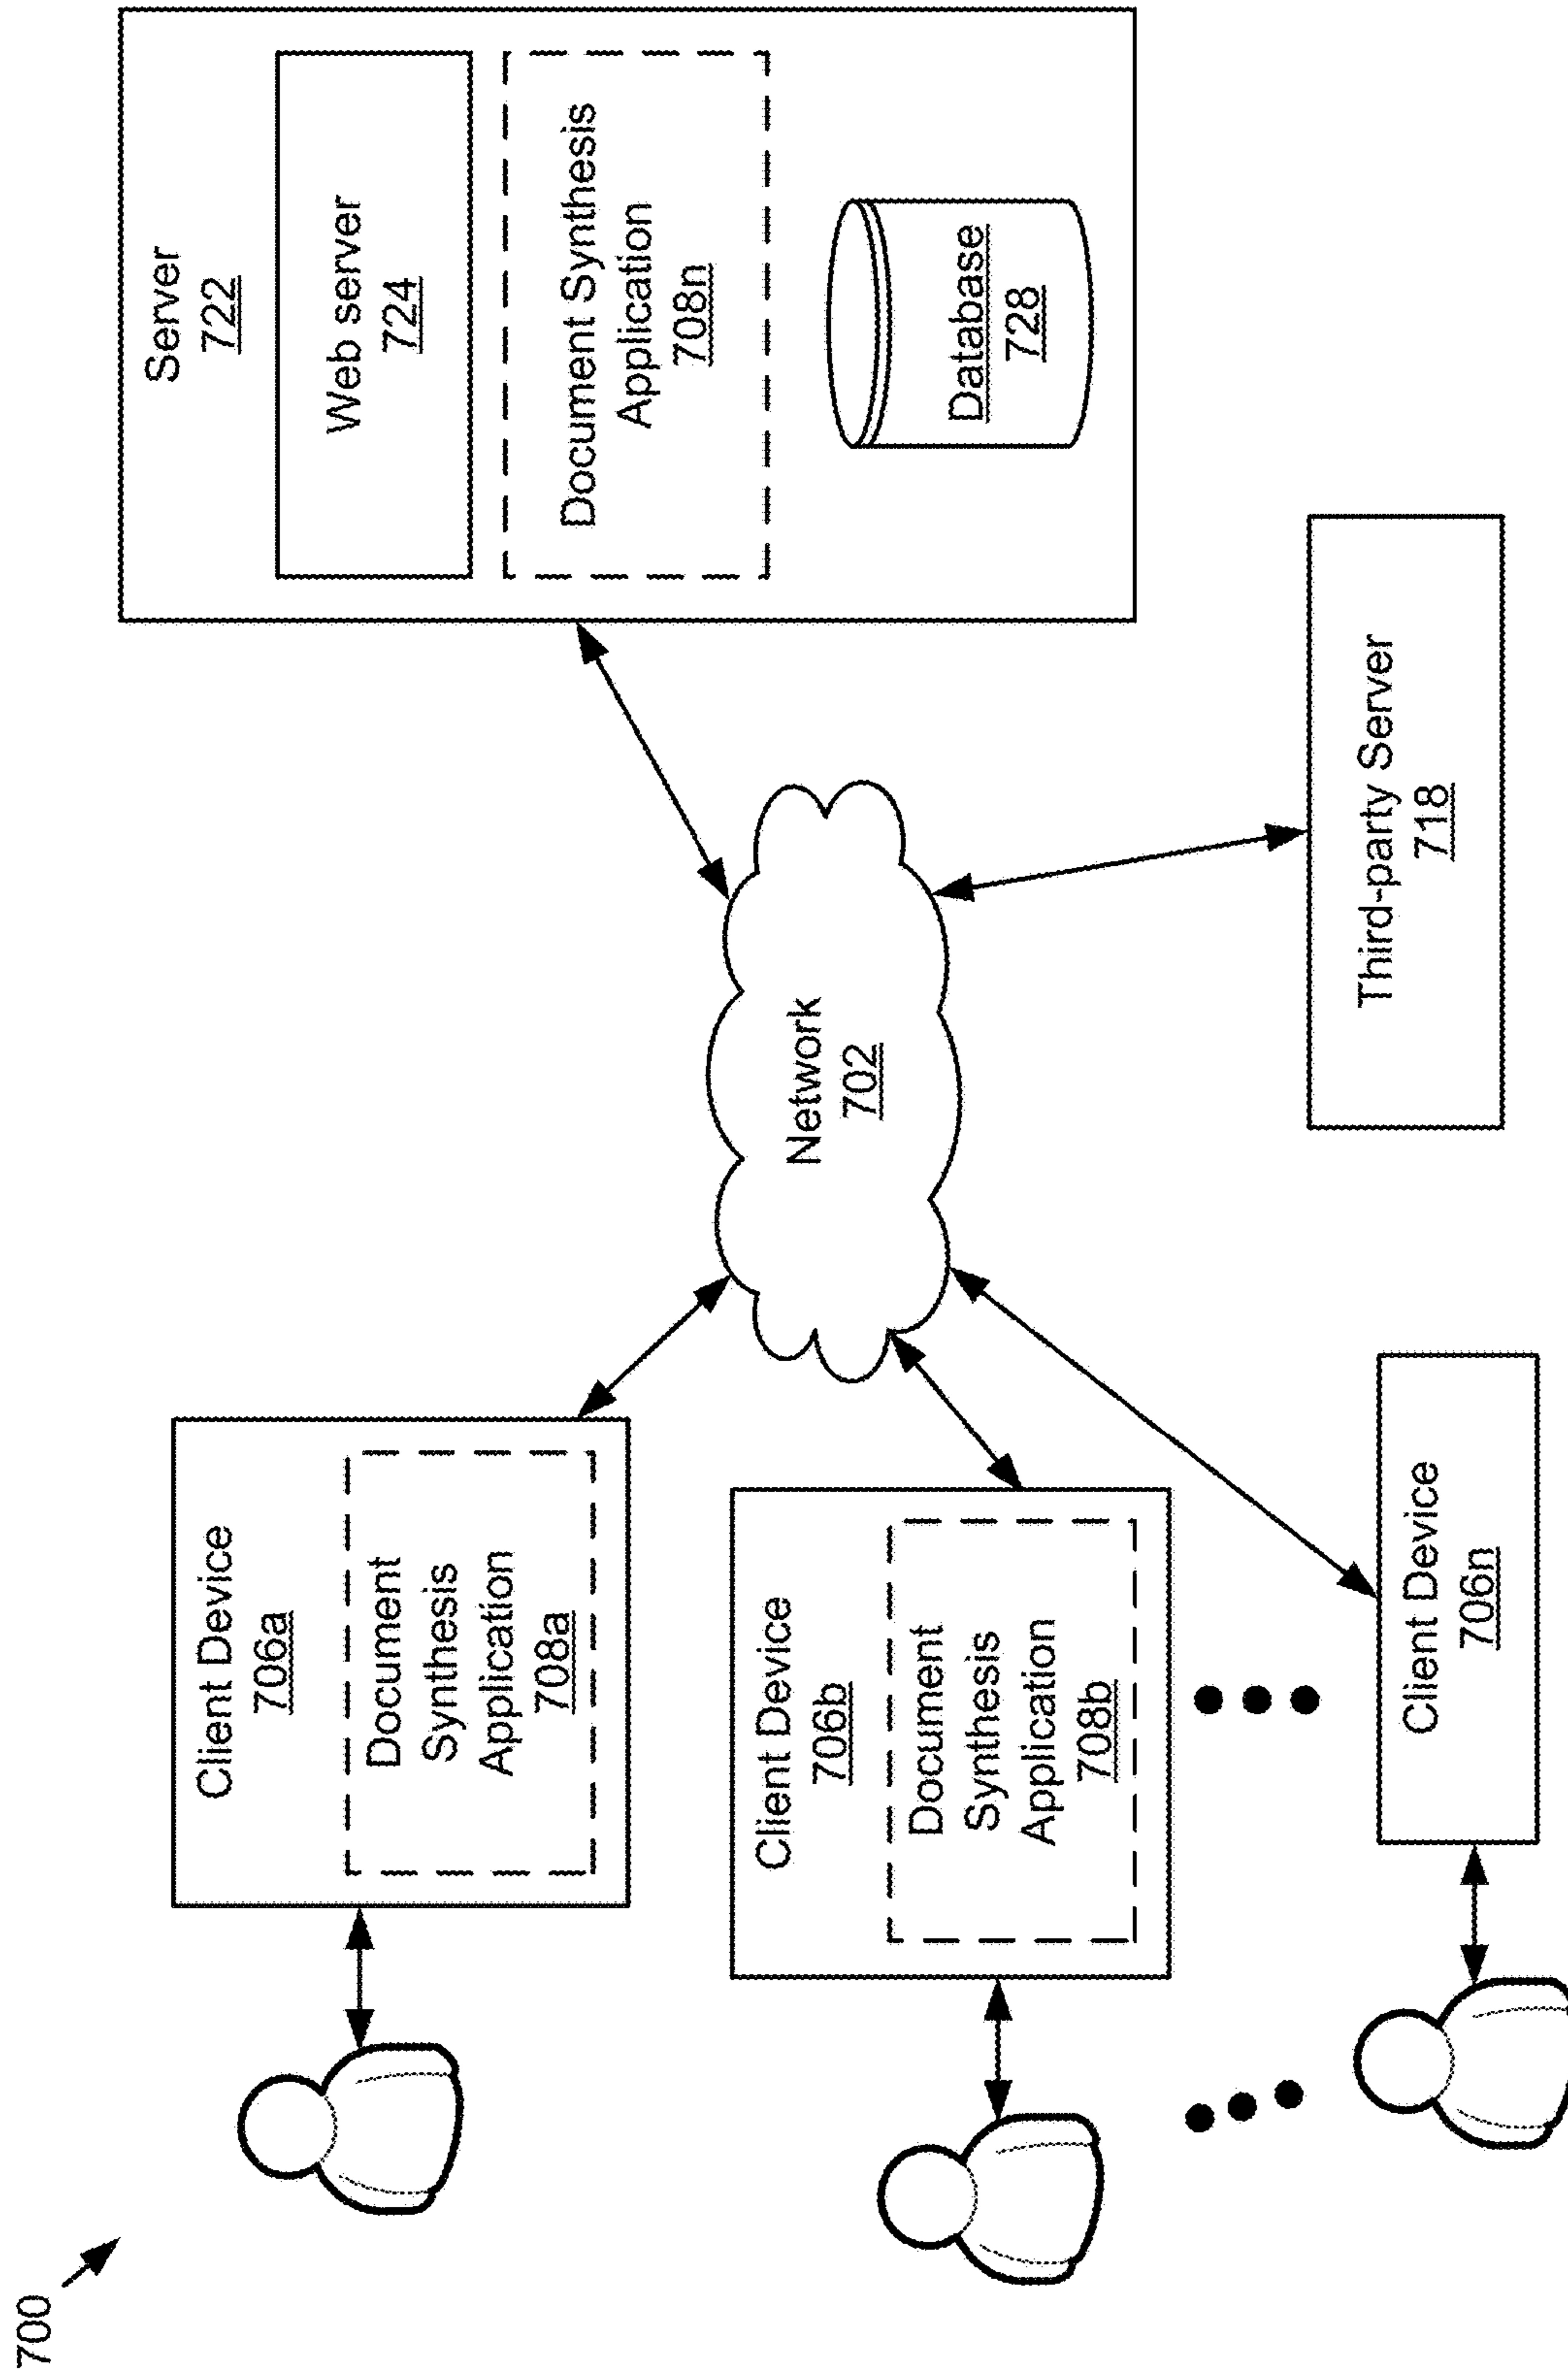 700
Client Device
706a
Document
Synthesis
Application
708a
Client Device
706b
Document
Synthesis
Application
708b
Client Device
706n
Network
702
Server
722
Web server
724
Document Synthesis
Application
708n
Database
728
Third-party Server
718